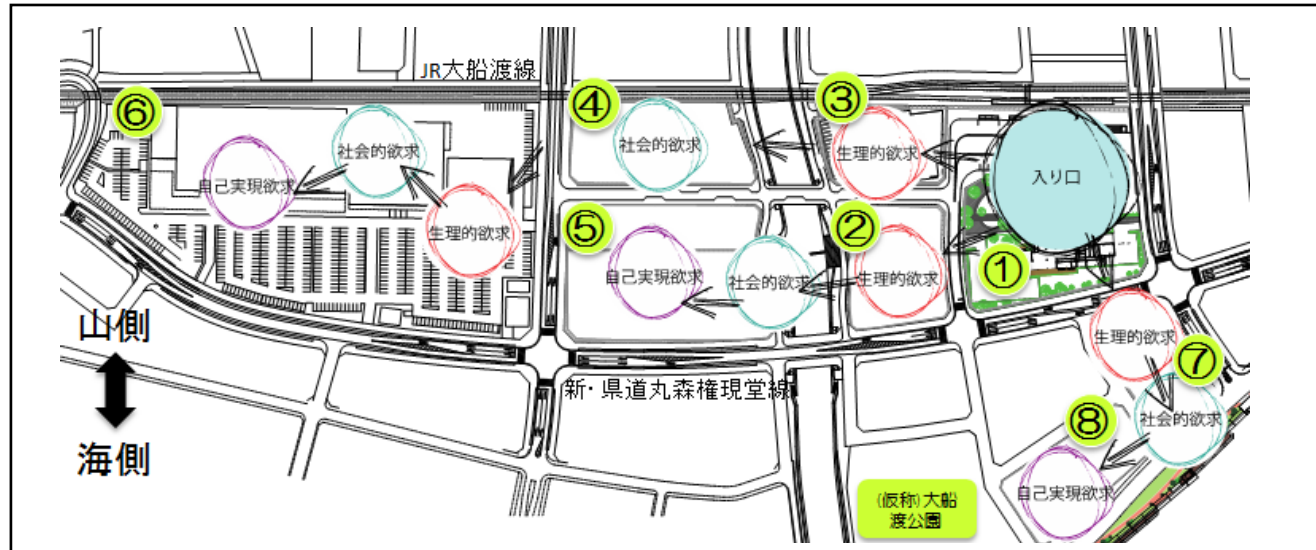 JR大船渡線
⑥
④
③
社会的欲求
社会的欲求
生理的欲求
入り口
自己実現欲求
生理的欲求
⑤
②
①
自己実現欲求
社会的欲求
生理的欲求
山側
海側
新・県道丸森権現堂線
生理的欲求
⑦
社会的欲求
⑧
自己実現欲求
(仮称)大船
渡公園